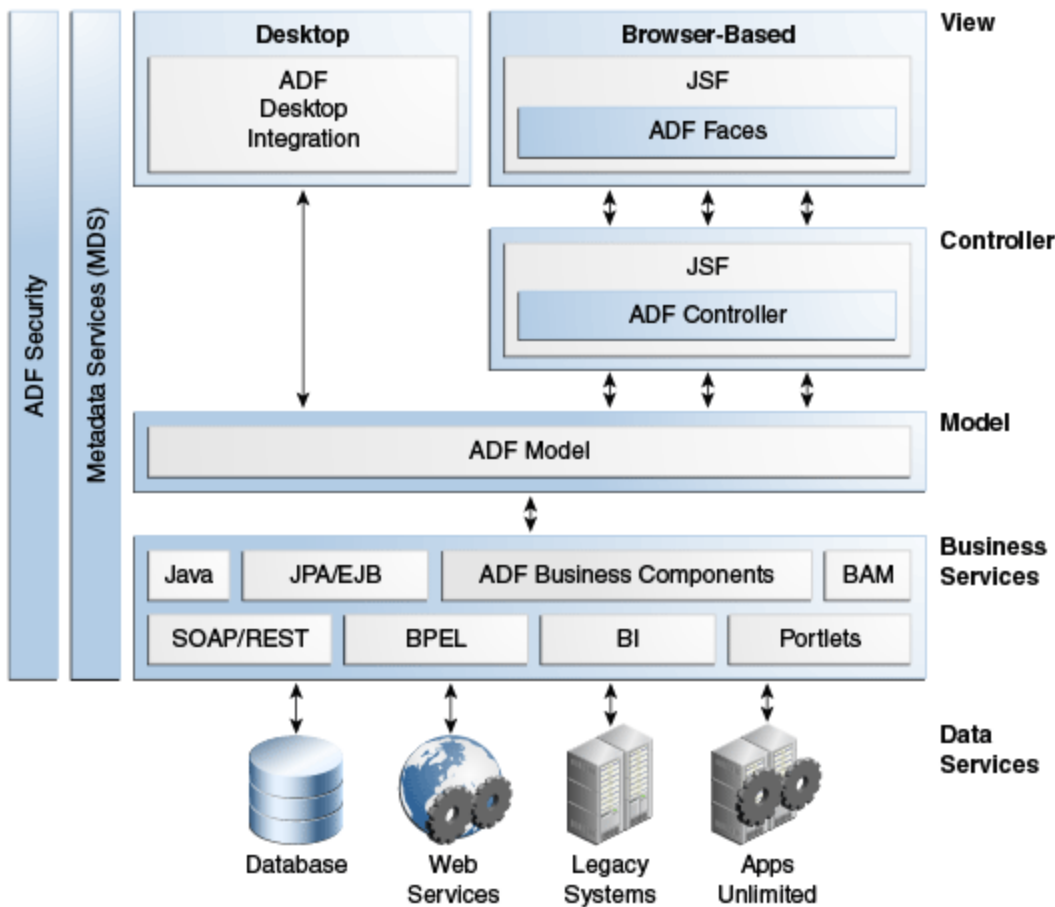 Desktop
Browser-Based
View
ADF
Desktop
Integration
JSF
ADF Faces
Controller
JSF
ADF Controller
ADF Security
Metadata Services (MDS)
Model
ADF Model
Business
Services
Java
JPA/EJB
ADF Business Components
BAM
SOAP/REST
BPEL
BI
Portlets
Data
Services
Database
Web
Services
Legacy
Systems
Apps
Unlimited